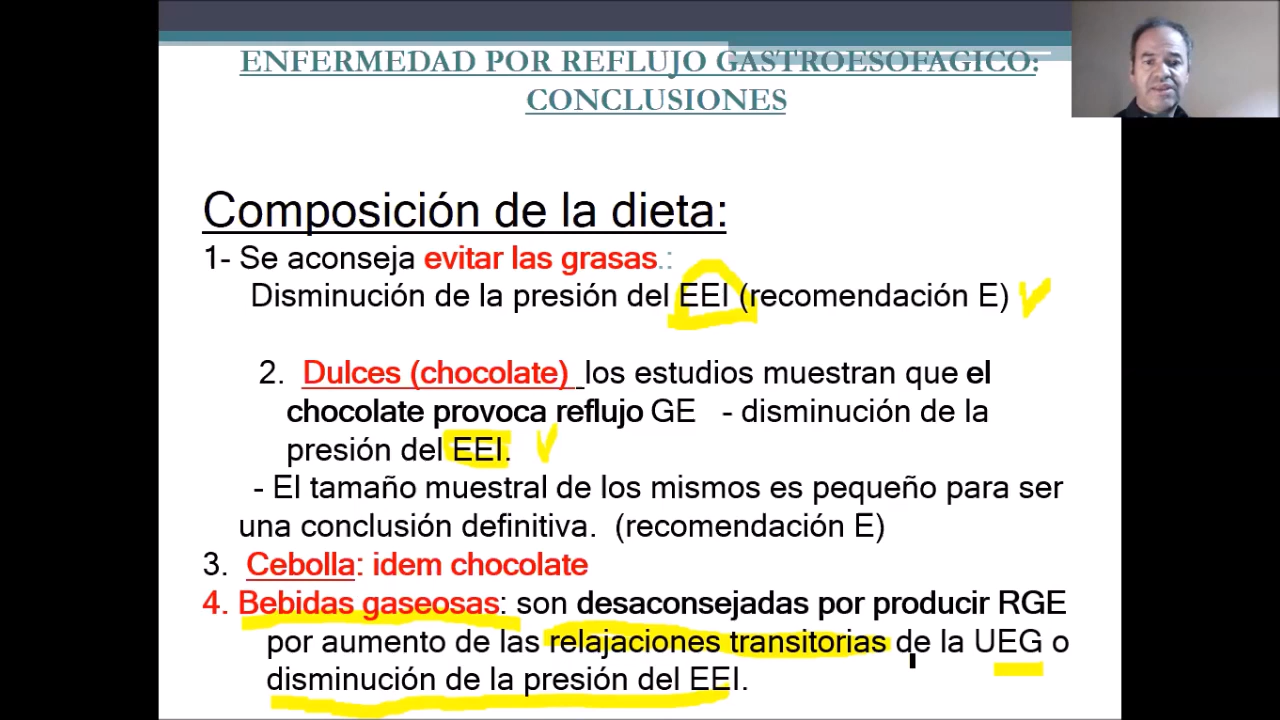 ENFERMEDAD POR REFLUJO GASTROESOFAGICO:
CONCLUSIONES
Composición de la dieta:
1- Se aconseja evitar las grasas.:
Disminución de la presión del EEI (recomendación E)
2. Dulces (chocolate) los estudios muestran que el
chocolate provoca reflujo GE - disminución de la
presión del EEI.
- El tamaño muestral de los mismos es pequeño para ser
una conclusión definitiva. (recomendación E)
3. Cebolla: idem chocolate
4. Bebidas gaseosas: son desaconsejadas por producir RGE
por aumento de las relajaciones transitorias de la UEG o
disminución de la presión del EEI.